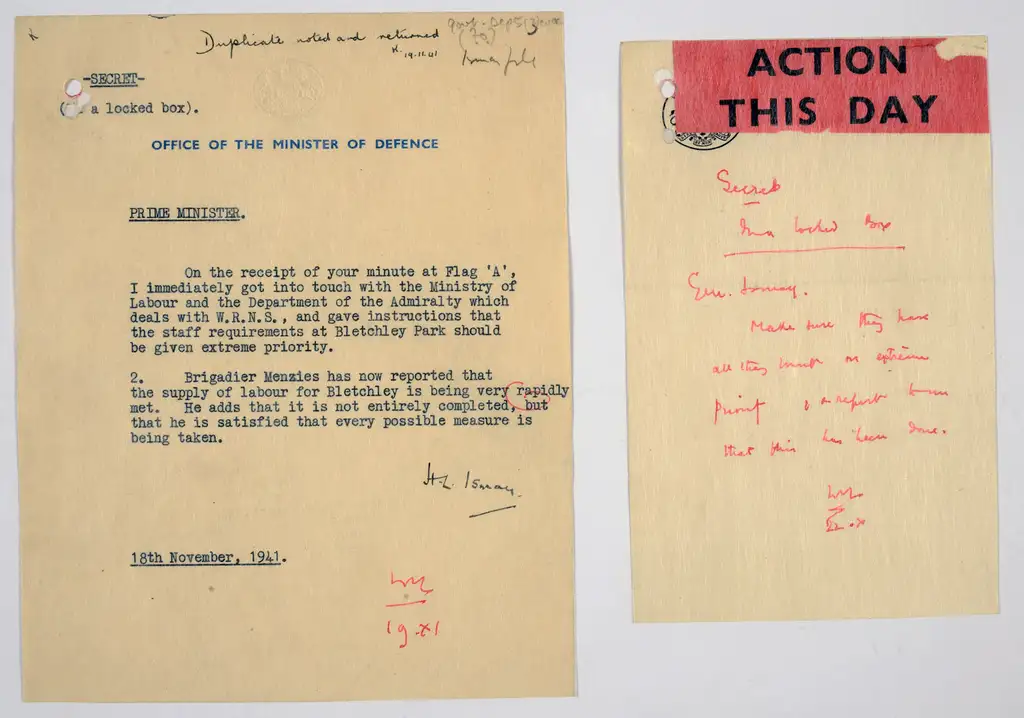 Duplicate noted and returned
19.11.41
-SECRET-
a locked box).
OFFICE OF THE MINISTER OF DEFENCE
PRIME MINISTER.
On the receipt of your minute at Flag 'A',
I immediately got into touch with the Ministry of
Labour and the Department of the Admiralty which
deals with W.R.N.S., and gave instructions that
the staff requirements at Bletchley Park should
be given extreme priority.
2. Brigadier Menzies has now reported that
the supply of labour for Bletchley is being very rapidly
met. He adds that it is not entirely completed, but
that he is satisfied that every possible measure is
being taken.
H.L. Ismay.
18th November, 1941.
19.XI
ACTION
THIS DAY
Secret
In a locked Box
Gen. Ismay.
Make sure they have
all they want on extreme
priority & report to me
that this has been done.
22.X